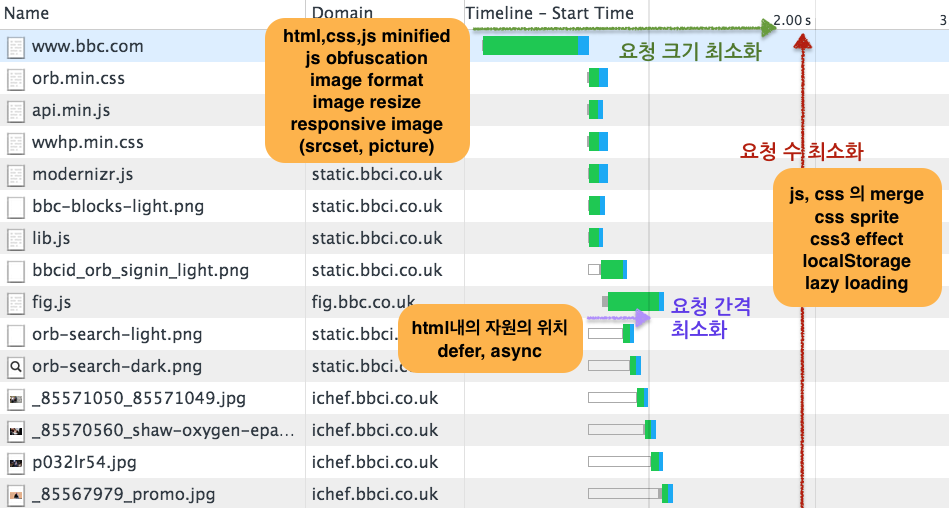 Name Domain Timeline – Start Time
2.00 s 3
www.bbc.com
orb.min.css
api.min.js
wwhp.min.css
modernizr.js static.bbci.co.uk
bbc-blocks-light.png static.bbci.co.uk
lib.js static.bbci.co.uk
bbcid_orb_signin_light.png static.bbci.co.uk
fig.js fig.bbc.co.uk
orb-search-light.png static.bbci.c
orb-search-dark.png static.bbci.c
_85571050_85571049.jpg ichef.bbci.co.uk
_85570560_shaw-oxygen-epa... ichef.bbci.co.uk
p032lr54.jpg ichef.bbci.co.uk
_85567979_promo.jpg ichef.bbci.co.uk
html,css,js minified
js obfuscation
image format
image resize
responsive image
(srcset, picture)
요청 크기 최소화
요청 수 최소화
js, css 의 merge
css sprite
css3 effect
localStorage
lazy loading
html내의 자원의 위치
defer, async
요청 간격
최소화